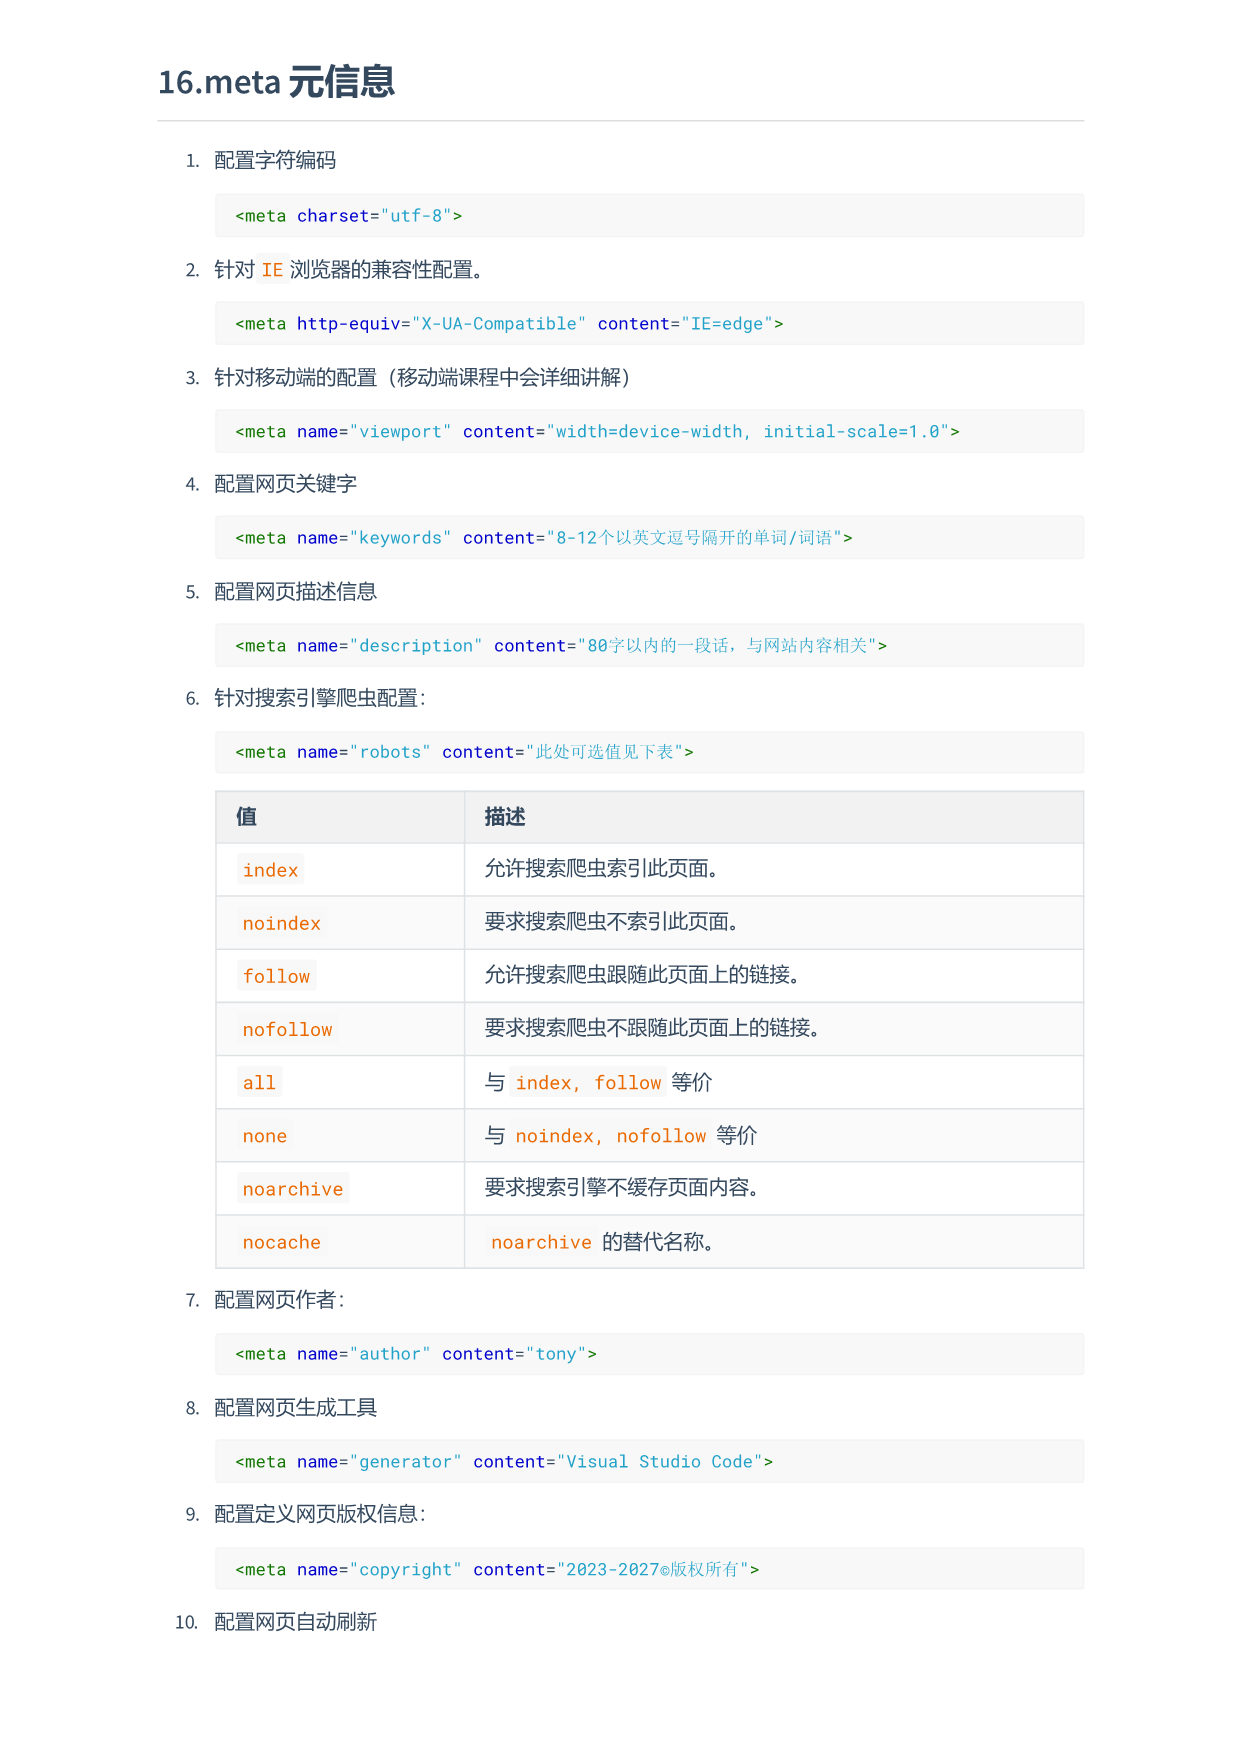 16.meta 元信息
1. 配置字符编码
<meta charset="utf-8">
2. 针对 IE 浏览器的兼容性配置。
<meta http-equiv="X-UA-Compatible" content="IE=edge">
3. 针对移动端的配置（移动端课程中会详细讲解）
<meta name="viewport" content="width=device-width, initial-scale=1.0">
4. 配置网页关键字
<meta name="keywords" content="8-12个以英文逗号隔开的单词/词语">
5. 配置网页描述信息
<meta name="description" content="80字以内的一段话，与网站内容相关">
6. 针对搜索引擎爬虫配置：
<meta name="robots" content="此处可选值见下表">
值 描述
index 允许搜索爬虫索引此页面。
noindex 要求搜索爬虫不索引此页面。
follow 允许搜索爬虫跟随此页面上的链接。
nofollow 要求搜索爬虫不跟随此页面上的链接。
all 与 index, follow 等价
none 与 noindex, nofollow 等价
noarchive 要求搜索引擎不缓存页面内容。
nocache noarchive 的替代名称。
7. 配置网页作者：
<meta name="author" content="tony">
8. 配置网页生成工具
<meta name="generator" content="Visual Studio Code">
9. 配置定义网页版权信息：
<meta name="copyright" content="2023-2027©版权所有">
10. 配置网页自动刷新